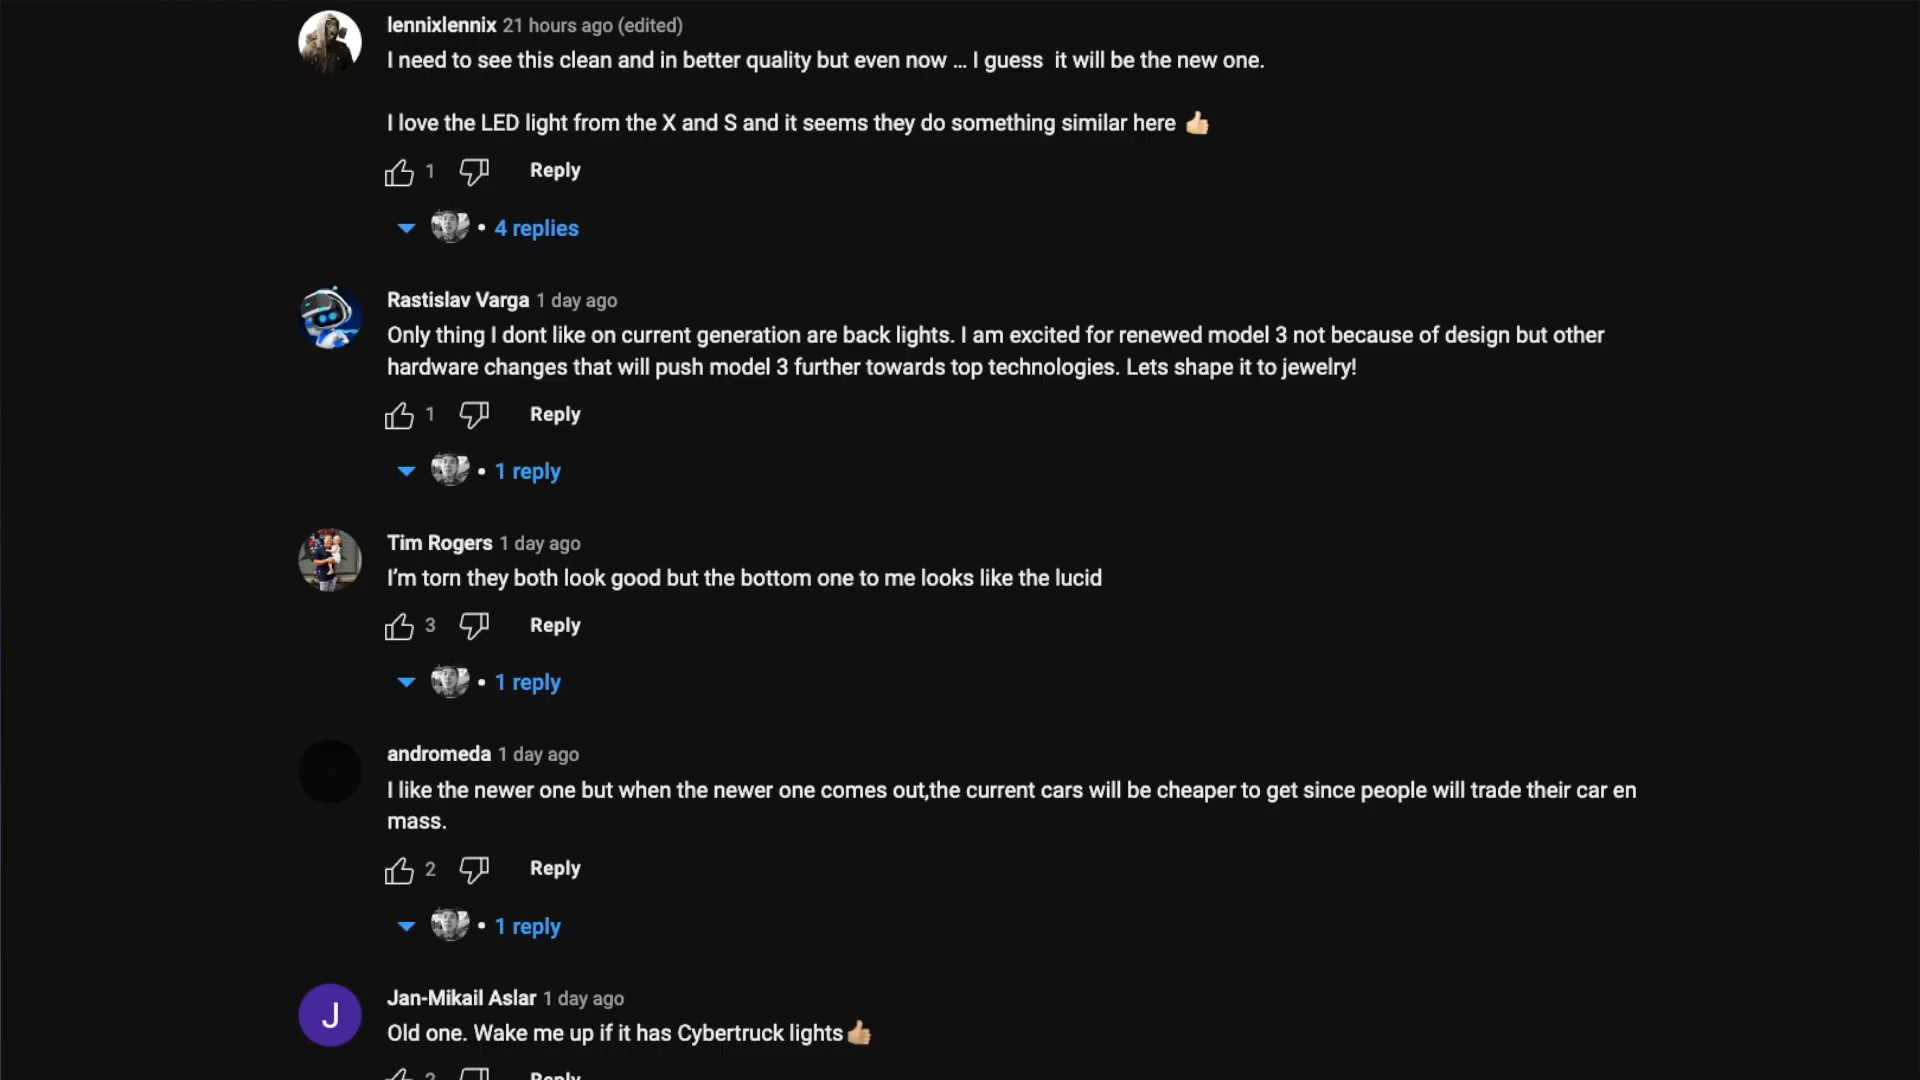 lennixlennix 21 hours ago (edited)
I need to see this clean and in better quality but even now ... I guess  it will be the new one.
I love the LED light from the X and S and it seems they do something similar here 👍🏼
1 Reply
• 4 replies
Rastislav Varga 1 day ago
Only thing I dont like on current generation are back lights. I am excited for renewed model 3 not because of design but other
hardware changes that will push model 3 further towards top technologies. Lets shape it to jewelry!
1 Reply
• 1 reply
Tim Rogers 1 day ago
I'm torn they both look good but the bottom one to me looks like the lucid
3 Reply
• 1 reply
andromeda 1 day ago
I like the newer one but when the newer one comes out,the current cars will be cheaper to get since people will trade their car en
mass.
2 Reply
• 1 reply
J
Jan-Mikail Aslar 1 day ago
Old one. Wake me up if it has Cybertruck lights👍🏼
2 Reply